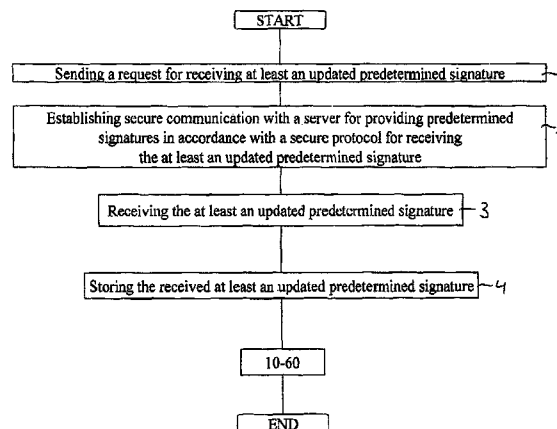 START
Sending a request for receiving at least an updated predetermined signature
Establishing secure communication with a server for providing predetermined
signatures in accordance with a secure protocol for receiving
the at least an updated predetermined signature
Receiving the at least an updated predetermined signature 3
Storing the received at least an updated predetermined signature 4
10-60
END